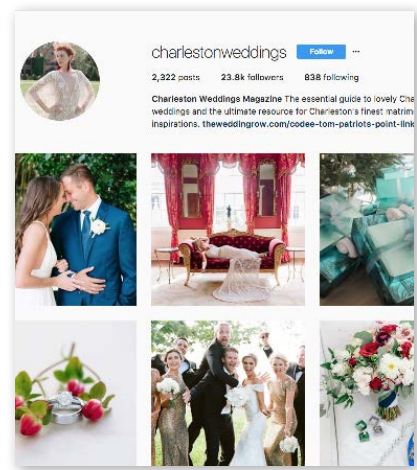 charlestonweddings Follow ...
2,322 posts 23.8k followers 838 following
Charleston Weddings Magazine The essential guide to lovely Cha
weddings and the ultimate resource for Charleston's finest matrim
inspirations. theweddingrow.com/codee-tom-patriots-point-link